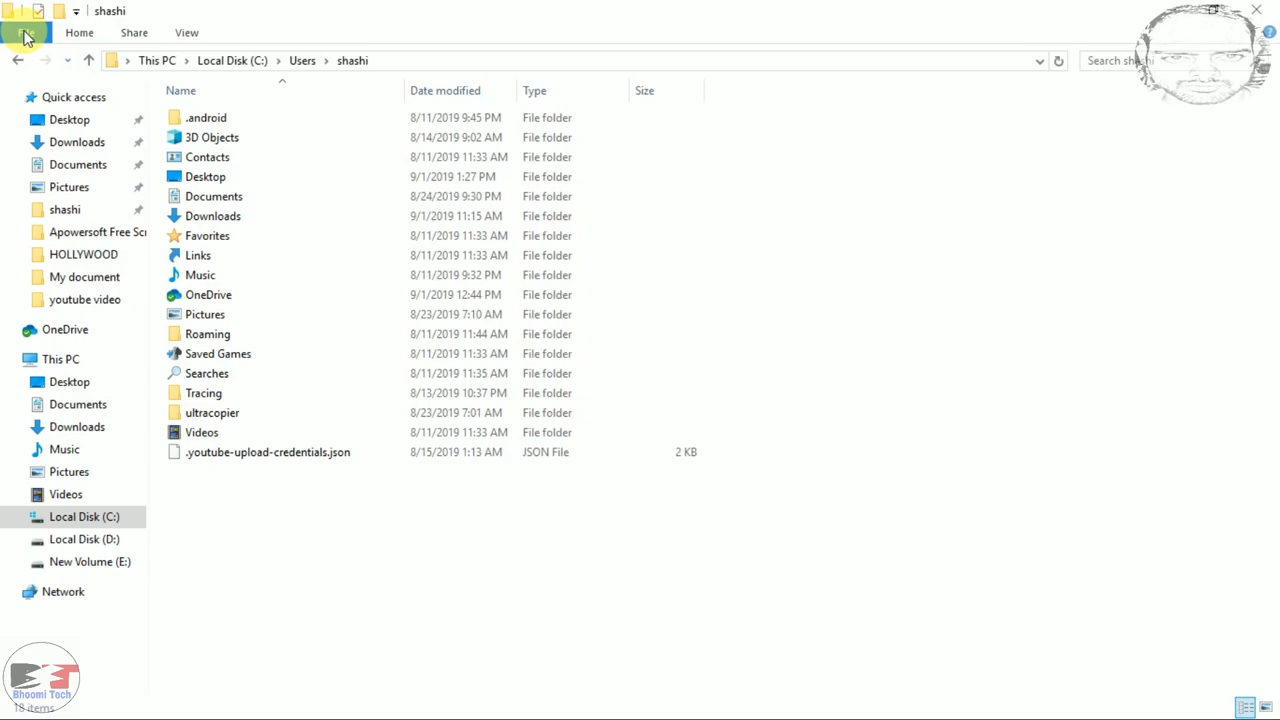 shashi
File
Home
Share
View
This PC
Local Disk (C:)
Users
shashi
Search shashi
Name
Date modified
Type
Size
Quick access
Desktop
Downloads
Documents
Pictures
shashi
Apowersoft Free Scr
HOLLYWOOD
My document
youtube video
OneDrive
This PC
Desktop
Documents
Downloads
Music
Pictures
Videos
Local Disk (C:)
Local Disk (D:)
New Volume (E:)
Network
.android 8/11/2019 9:45 PM File folder
3D Objects 8/14/2019 9:02 AM File folder
Contacts 8/11/2019 11:33 AM File folder
Desktop 9/1/2019 1:27 PM File folder
Documents 8/24/2019 9:30 PM File folder
Downloads 9/1/2019 11:15 AM File folder
Favorites 8/11/2019 11:33 AM File folder
Links 8/11/2019 11:33 AM File folder
Music 8/11/2019 9:32 PM File folder
OneDrive 9/1/2019 12:44 PM File folder
Pictures 8/23/2019 7:10 AM File folder
Roaming 8/11/2019 11:44 AM File folder
Saved Games 8/11/2019 11:33 AM File folder
Searches 8/11/2019 11:35 AM File folder
Tracing 8/13/2019 10:37 PM File folder
ultracopier 8/23/2019 7:01 AM File folder
Videos 8/11/2019 11:33 AM File folder
.youtube-upload-credentials.json 8/15/2019 1:13 AM JSON File 2 KB
Bhoomi Tech
18 items